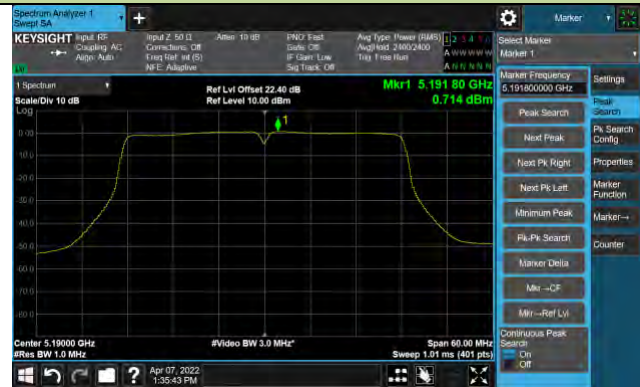 Spectrum Analyzer 1
Swept SA
Marker
KEYSIGHT
Input: RF
Coupling: AC
Align: Auto
Input Z: 50 Ω
Corrections: Off
Freq Ref: Int (S)
NFE: Adaptive
Atten: 10 dB
PNO: Fast
Gate: Off
IF Gain: Low
Sig Track: Off
Avg Type: Power (RMS)
Avg|Hold: 2400/2400
Trig: Free Run
1 2 3 4 5 6
A W W W W W
A N N N N N
Select Marker
Marker 1
1 Spectrum
Scale/Div 10 dB
Log
Ref Lvl Offset 22.40 dB
Ref Level 10.00 dBm
Mkr1 5.191 80 GHz
0.714 dBm
1
0.00
-10.0
-20.0
-30.0
-40.0
-50.0
-60.0
-70.0
-80.0
Center 5.19000 GHz
#Res BW 1.0 MHz
#Video BW 3.0 MHz*
Span 60.00 MHz
Sweep 1.01 ms (401 pts)
Marker Frequency
5.191800000 GHz
Peak Search
Next Peak
Next Pk Right
Next Pk Left
Minimum Peak
Pk-Pk Search
Marker Delta
Mkr→CF
Mkr→Ref Lvl
Continuous Peak
Search
On
Off
Settings
Peak
Search
Pk Search
Config
Properties
Marker
Function
Marker→
Counter
?
Apr 07, 2022
1:35:43 PM